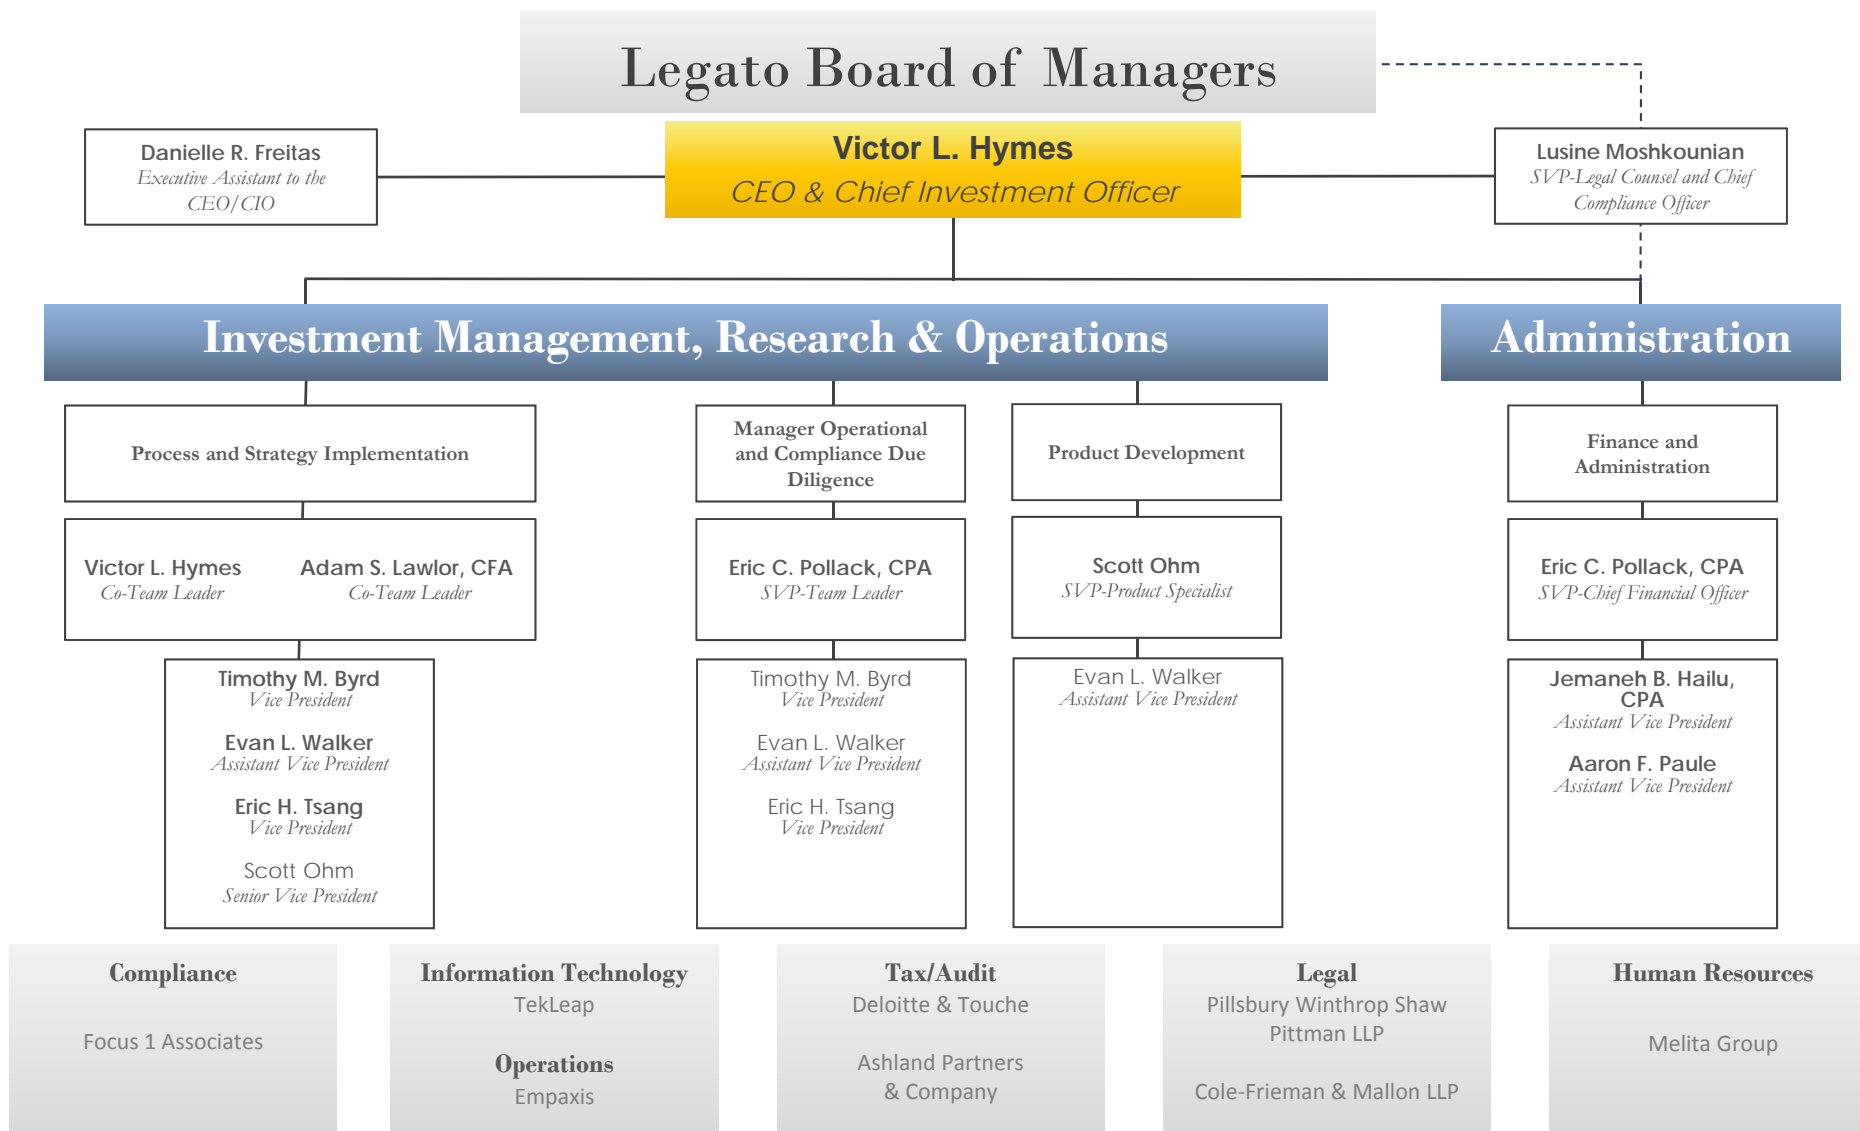 Legato Board of Managers
Danielle R. Freitas
Executive Assistant to the
CEO/CIO
Victor L. Hymes
CEO & Chief Investment Officer
Lusine Moshkounian
SVP-Legal Counsel and Chief
Compliance Officer
Investment Management, Research & Operations
Administration
Process and Strategy Implementation
Manager Operational
and Compliance Due
Diligence
Product Development
Finance and
Administration
Victor L. Hymes
Co-Team Leader
Adam S. Lawlor, CFA
Co-Team Leader
Eric C. Pollack, CPA
SVP-Team Leader
Scott Ohm
SVP-Product Specialist
Eric C. Pollack, CPA
SVP-Chief Financial Officer
Timothy M. Byrd
Vice President
Evan L. Walker
Assistant Vice President
Eric H. Tsang
Vice President
Scott Ohm
Senior Vice President
Timothy M. Byrd
Vice President
Evan L. Walker
Assistant Vice President
Eric H. Tsang
Vice President
Evan L. Walker
Assistant Vice President
Jemaneh B. Hailu,
CPA
Assistant Vice President
Aaron F. Paule
Assistant Vice President
Compliance
Focus 1 Associates
Information Technology
TekLeap
Operations
Empaxis
Tax/Audit
Deloitte & Touche
Ashland Partners
& Company
Legal
Pillsbury Winthrop Shaw
Pittman LLP
Cole-Frieman & Mallon LLP
Human Resources
Melita Group